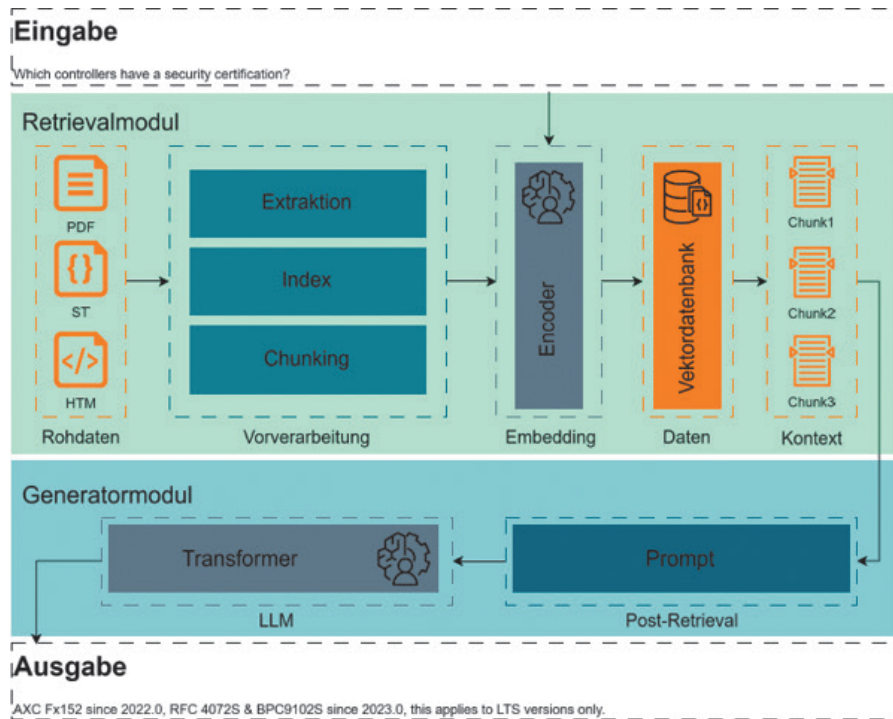 Eingabe
Which controllers have a security certification?
Retrievalmodul
PDF
ST
HTM
Rohdaten
Extraktion
Index
Chunking
Vorverarbeitung
Encoder
Embedding
Vektordatenbank
Daten
Chunk1
Chunk2
Chunk3
Kontext
Generatormodul
Transformer
LLM
Prompt
Post-Retrieval
Ausgabe
AXC Fx152 since 2022.0, RFC 4072S & BPC9102S since 2023.0, this applies to LTS versions only.